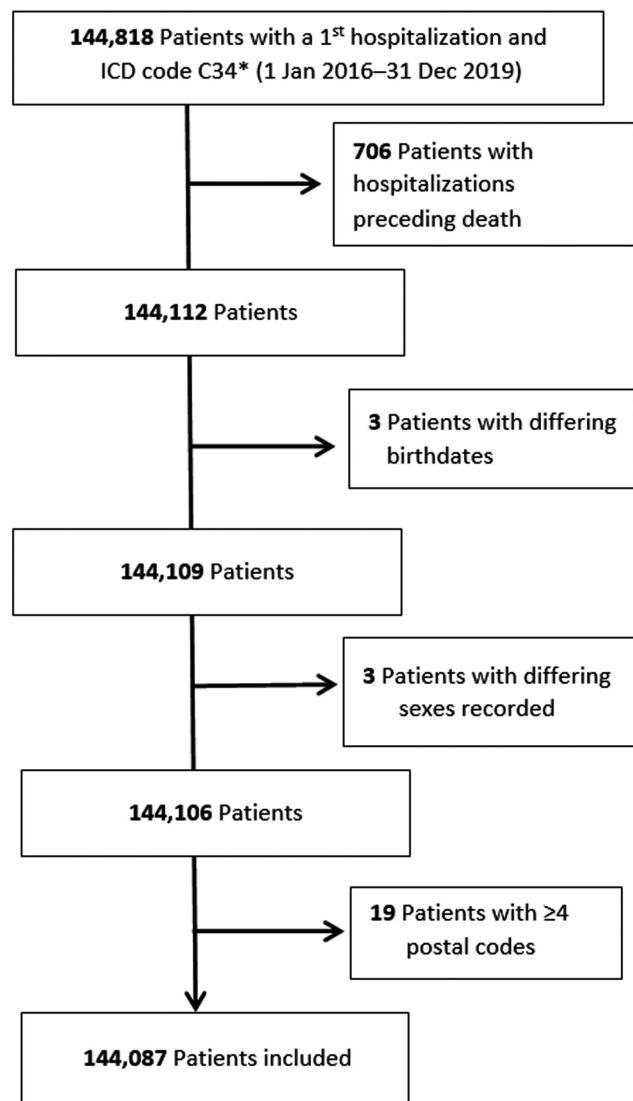 144,818 Patients with a 1st hospitalization and
ICD code C34* (1 Jan 2016–31 Dec 2019)
706 Patients with
hospitalizations
preceding death
144,112 Patients
3 Patients with differing
birthdates
144,109 Patients
3 Patients with differing
sexes recorded
144,106 Patients
19 Patients with ≥4
postal codes
144,087 Patients included